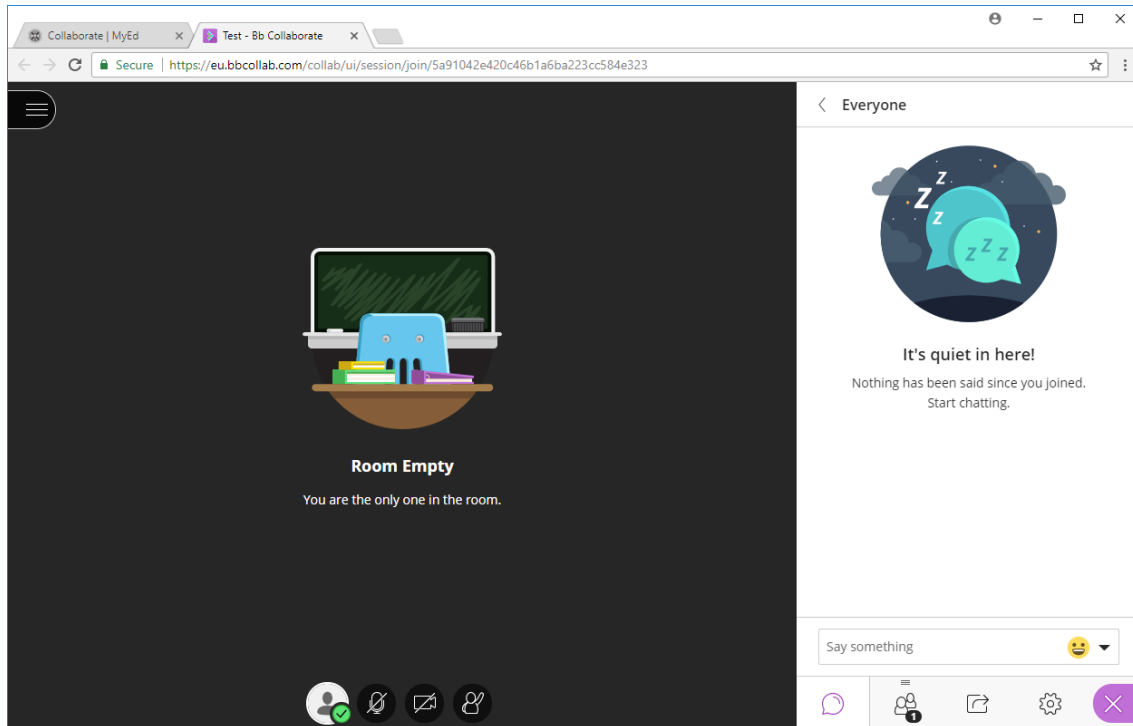 Collaborate | MyEd
Test - Bb Collaborate
Secure | https://eu.bbcollab.com/collab/ui/session/join/5a91042e420c46b1a6ba223cc584e323
Everyone
Z Z Z
z z z
It's quiet in here!
Nothing has been said since you joined.
Start chatting.
Room Empty
You are the only one in the room.
Say something
1